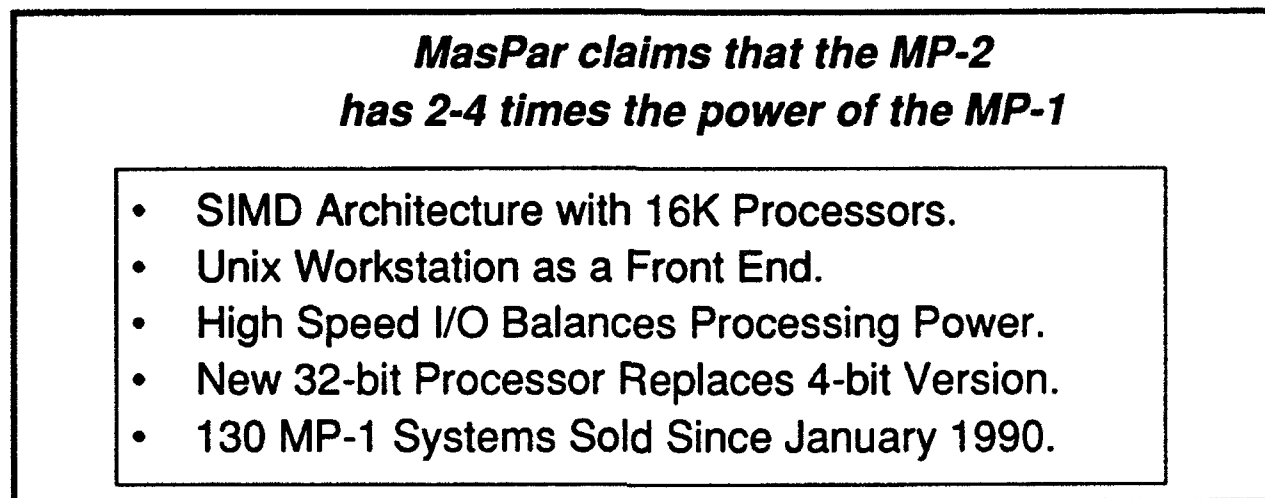 MasPar claims that the MP-2
has 2-4 times the power of the MP-1
• SIMD Architecture with 16K Processors.
• Unix Workstation as a Front End.
• High Speed I/O Balances Processing Power.
• New 32-bit Processor Replaces 4-bit Version.
• 130 MP-1 Systems Sold Since January 1990.